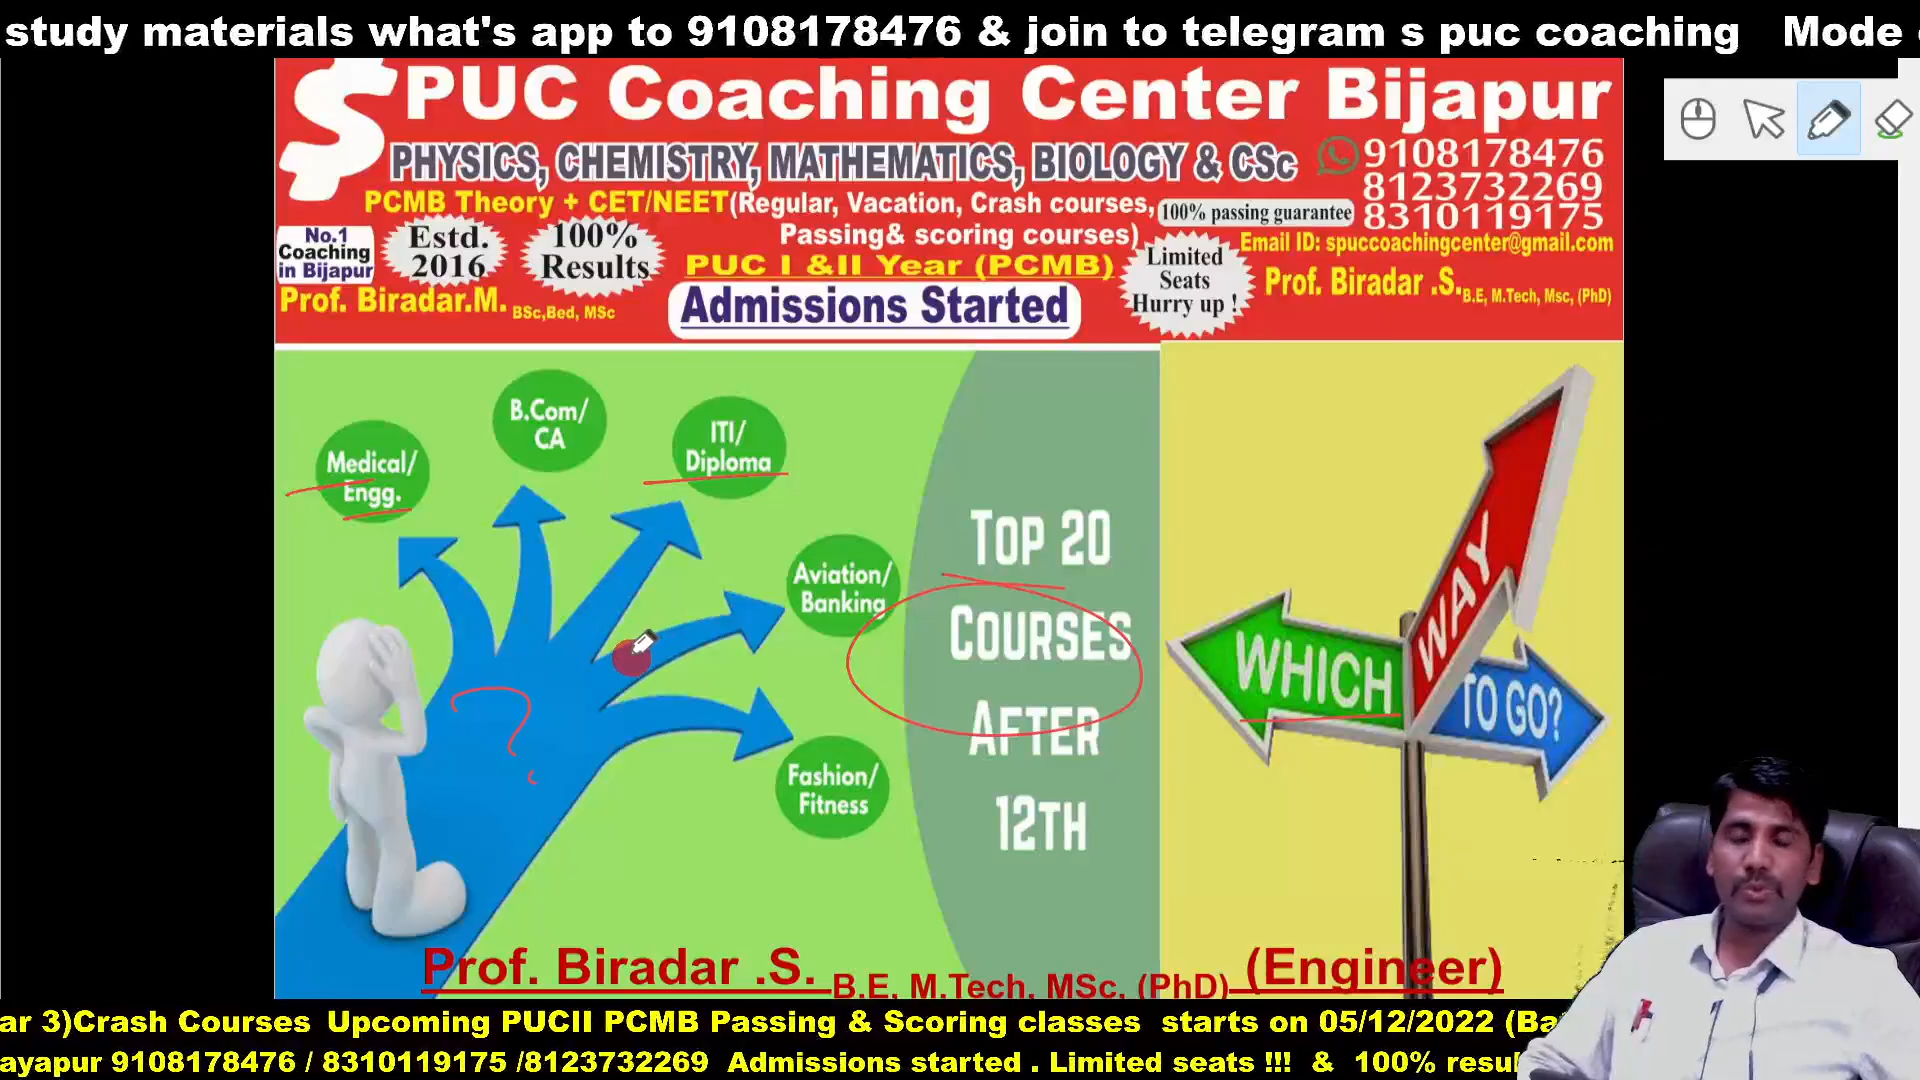 study materials what's app to 9108178476 & join to telegram s puc coaching Mode
$ PUC Coaching Center Bijapur
PHYSICS, CHEMISTRY, MATHEMATICS, BIOLOGY & CSc
9108178476
8123732269
8310119175
PCMB Theory + CET/NEET(Regular, Vacation, Crash courses,
Passing& scoring courses)
100% passing guarantee
No.1
Coaching
in Bijapur
Estd.
2016
100%
Results
PUC I &II Year (PCMB)
Limited
Seats
Hurry up !
Email ID: spuccoachingcenter@gmail.com
Prof. Biradar.M. BSc,Bed, MSc
Admissions Started
Prof. Biradar .S. B.E, M.Tech, Msc, (PhD)
Medical/
Engg.
B.Com/
CA
ITI/
Diploma
Aviation/
Banking
Fashion/
Fitness
Top 20
Courses
After
12th
WHICH
WAY
TO GO?
Prof. Biradar .S. B.E, M.Tech, MSc, (PhD) (Engineer)
ar 3)Crash Courses Upcoming PUCII PCMB Passing & Scoring classes starts on 05/12/2022 (Ba
ayapur 9108178476 / 8310119175 /8123732269 Admissions started . Limited seats !!! & 100% resul